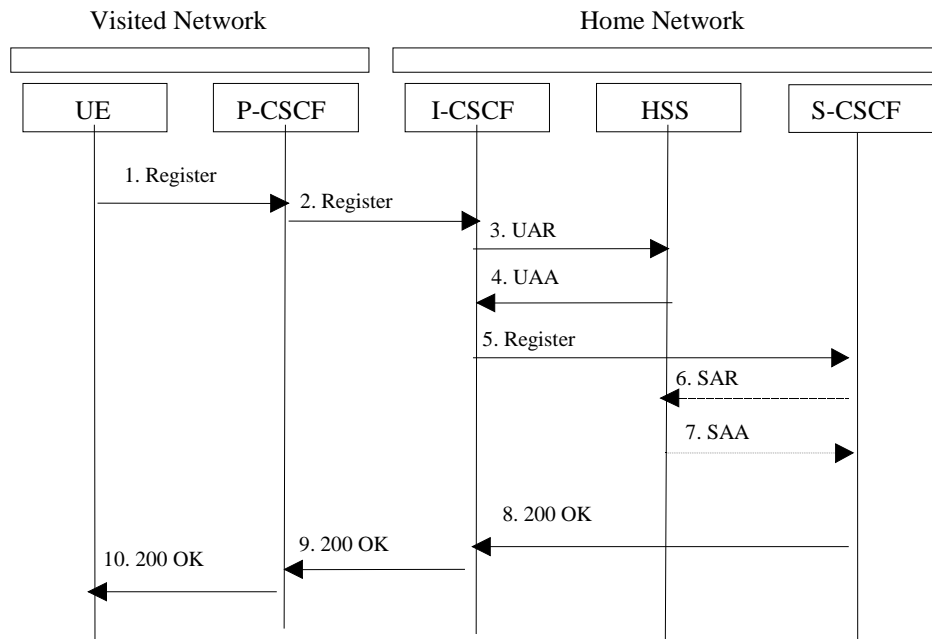 Visited Network
Home Network
UE
P-CSCF
I-CSCF
HSS
S-CSCF
1. Register
2. Register
3. UAR
4. UAA
5. Register
6. SAR
7. SAA
8. 200 OK
9. 200 OK
10. 200 OK